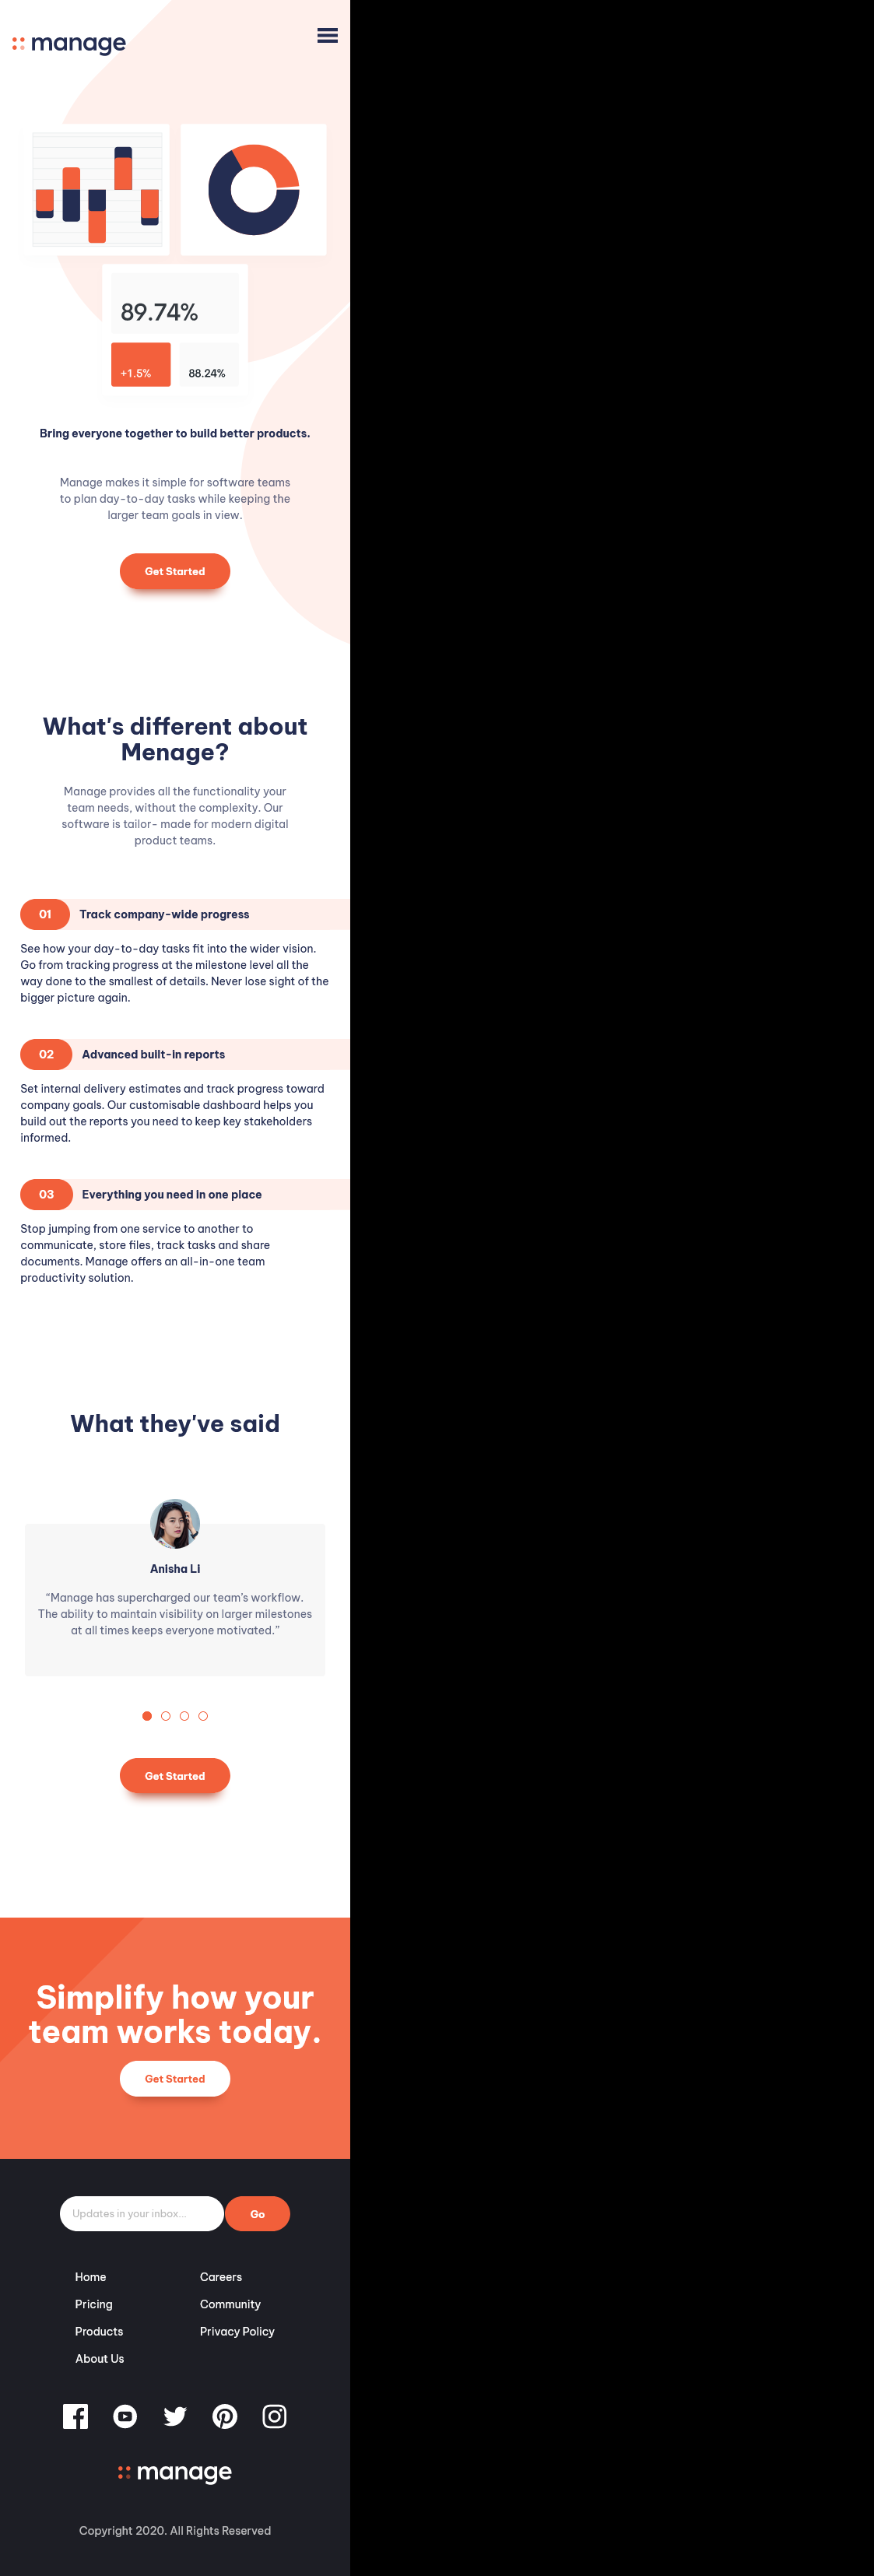 manage
89.74%
+1.5%
88.24%
Bring everyone together to build better products.
Manage makes it simple for software teams
to plan day-to-day tasks while keeping the
larger team goals in view.
Get Started
What's different about
Menage?
Manage provides all the functionality your
team needs, without the complexity. Our
software is tailor- made for modern digital
product teams.
01 Track company-wide progress
See how your day-to-day tasks fit into the wider vision.
Go from tracking progress at the milestone level all the
way done to the smallest of details. Never lose sight of the
bigger picture again.
02 Advanced built-in reports
Set internal delivery estimates and track progress toward
company goals. Our customisable dashboard helps you
build out the reports you need to keep key stakeholders
informed.
03 Everything you need in one place
Stop jumping from one service to another to
communicate, store files, track tasks and share
documents. Manage offers an all-in-one team
productivity solution.
What they've said
Anisha Li
“Manage has supercharged our team’s workflow.
The ability to maintain visibility on larger milestones
at all times keeps everyone motivated.”
Get Started
Simplify how your
team works today.
Get Started
Updates in your inbox...
Go
Home
Pricing
Products
About Us
Careers
Community
Privacy Policy
manage
Copyright 2020. All Rights Reserved